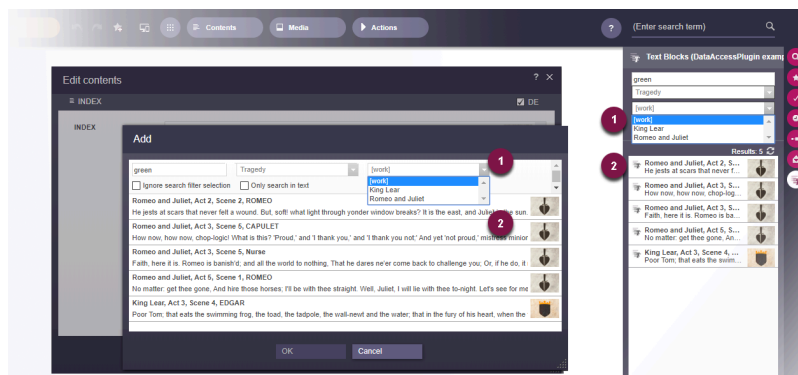 Contents
Media
Actions
?
(Enter search term)
Text Blocks (DataAccessPlugin examp
green
Tragedy
[work]
[work]
King Lear
Romeo and Juliet
1
Results: 5
2
Romeo and Juliet, Act 2, S...
He jests at scars that never f...
Romeo and Juliet, Act 3, S...
How now, how now, chop-log...
Romeo and Juliet, Act 3, S...
Faith, here it is. Romeo is ba...
Romeo and Juliet, Act 5, S...
No matter: get thee gone, An...
King Lear, Act 3, Scene 4, ...
Poor Tom; that eats the swim...
Edit contents
?
INDEX
DE
INDEX
Add
1
green
Tragedy
[work]
Ignore search filter selection
Only search in text
[work]
King Lear
Romeo and Juliet
2
Romeo and Juliet, Act 2, Scene 2, ROMEO
He jests at scars that never felt a wound. But, soft! what light through yonder window breaks? It is the east, and Juliet is the sun.
Romeo and Juliet, Act 3, Scene 5, CAPULET
How now, how now, chop-logic! What is this? 'Proud,' and 'I thank you,' and 'I thank you not;' And yet 'not proud,' mistress minion
Romeo and Juliet, Act 3, Scene 5, Nurse
Faith, here it is. Romeo is banish'd; and all the world to nothing, That he dares ne'er come back to challenge you; Or, if he do, it
Romeo and Juliet, Act 5, Scene 1, ROMEO
No matter: get thee gone, And hire those horses: I'll be with thee straight. Well, Juliet, I will lie with thee to-night. Let's see for me
King Lear, Act 3, Scene 4, EDGAR
Poor Tom; that eats the swimming frog, the toad, the tadpole, the wall-newt and the water; that in the fury of his heart, when the
OK
Cancel